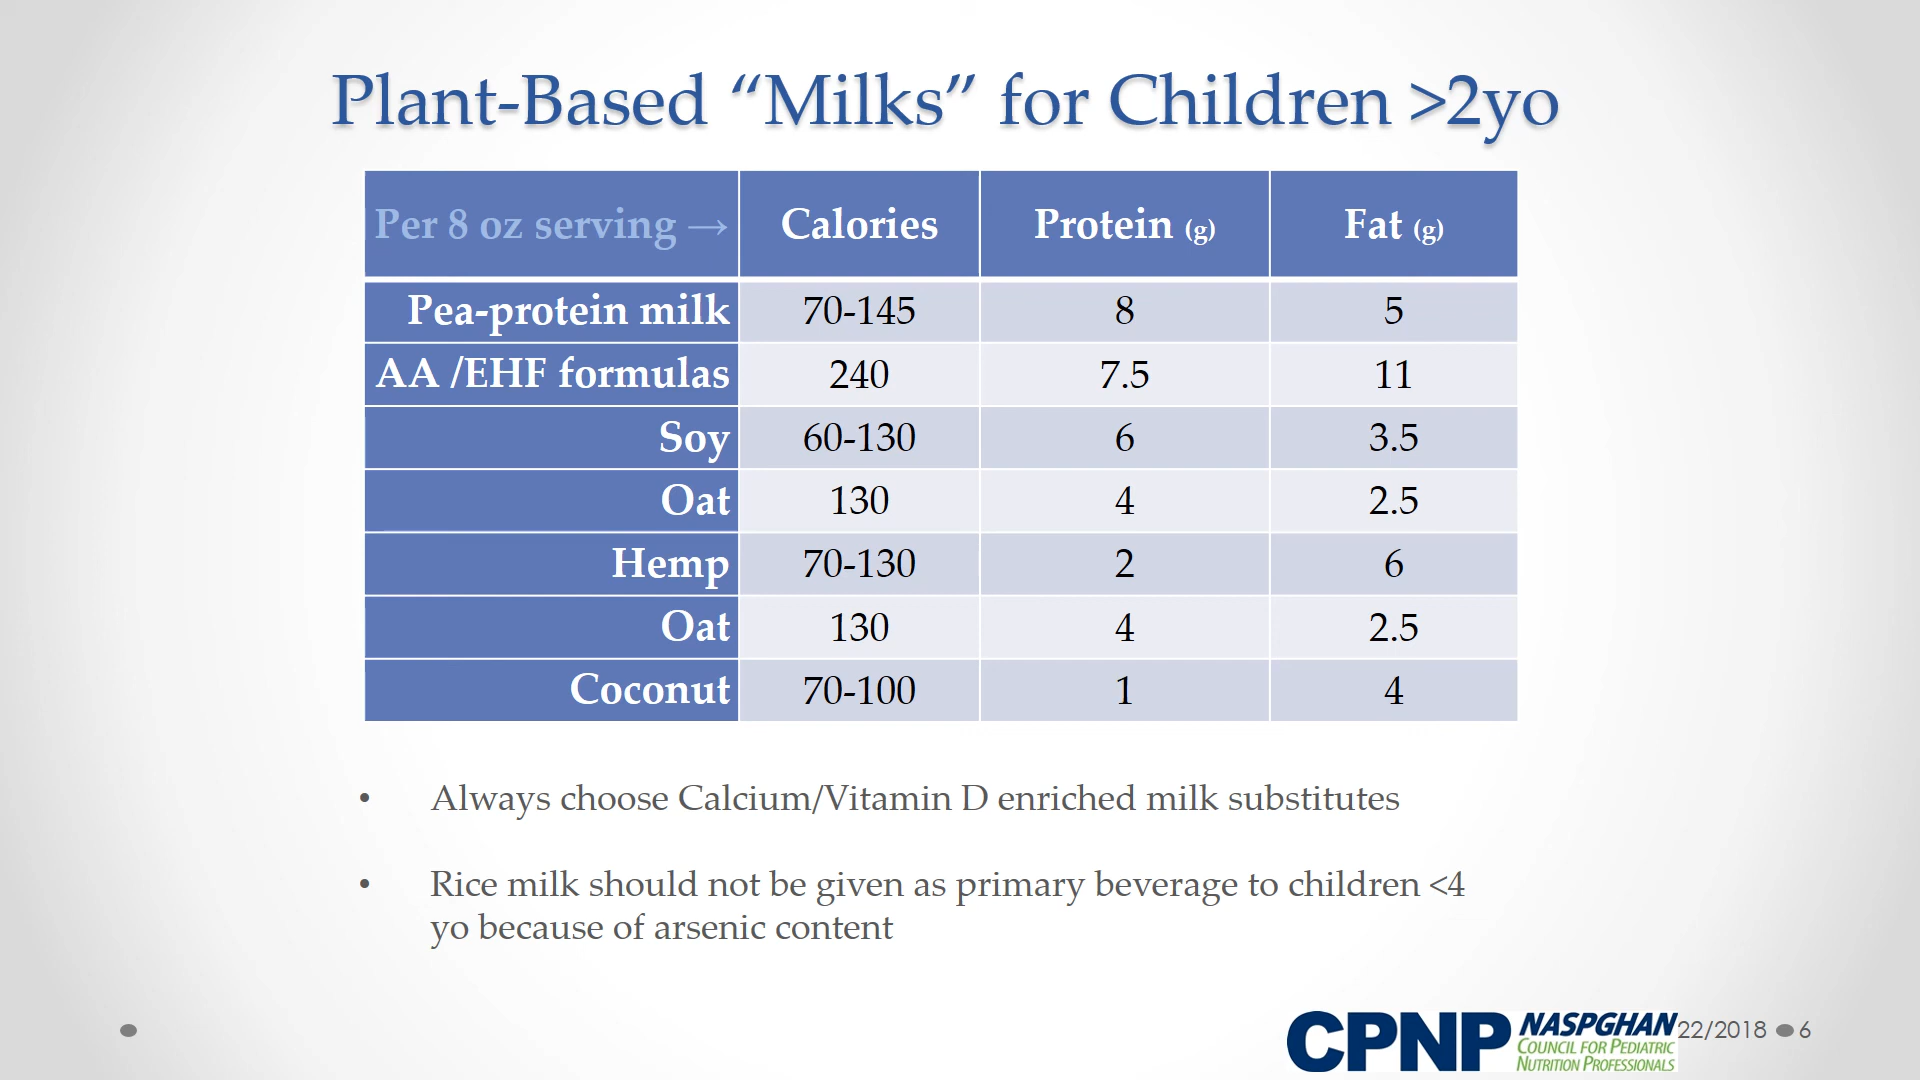 Plant-Based “Milks” for Children >2yo
Per 8 oz serving → Calories Protein (g) Fat (g)
Pea-protein milk 70-145 8 5
AA /EHF formulas 240 7.5 11
Soy 60-130 6 3.5
Oat 130 4 2.5
Hemp 70-130 2 6
Oat 130 4 2.5
Coconut 70-100 1 4
• Always choose Calcium/Vitamin D enriched milk substitutes
• Rice milk should not be given as primary beverage to children <4
yo because of arsenic content
CPNP NASPGHAN
COUNCIL FOR PEDIATRIC
NUTRITION PROFESSIONALS
22/2018 6